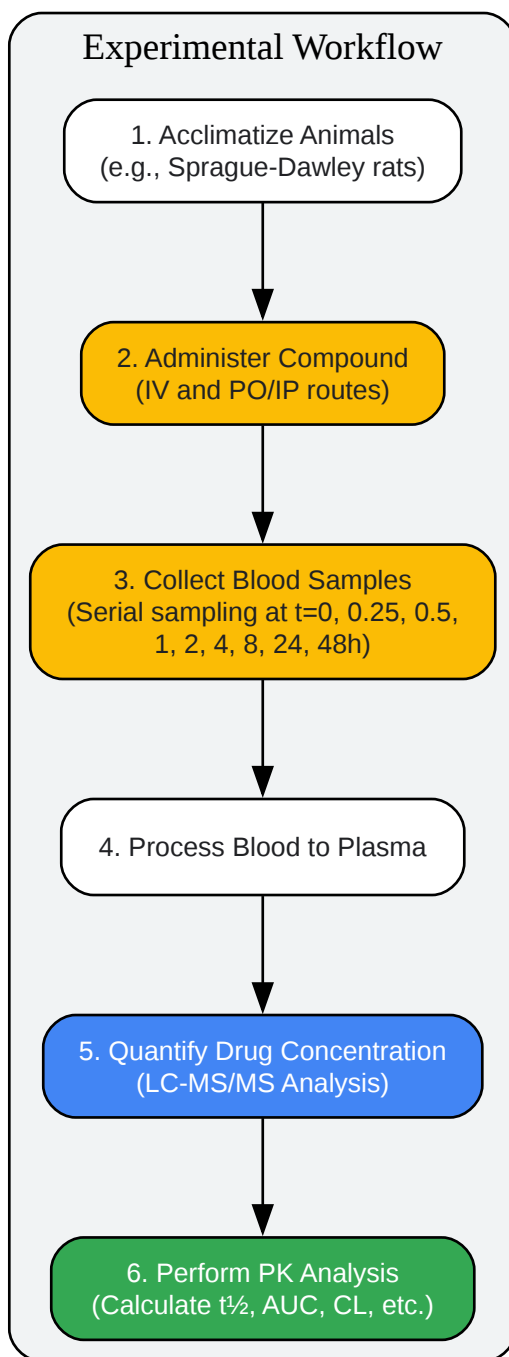 Experimental Workflow
1. Acclimatize Animals
(e.g., Sprague-Dawley rats)
2. Administer Compound
(IV and PO/IP routes)
3. Collect Blood Samples
(Serial sampling at t=0, 0.25, 0.5,
1, 2, 4, 8, 24, 48h)
4. Process Blood to Plasma
5. Quantify Drug Concentration
(LC-MS/MS Analysis)
6. Perform PK Analysis
(Calculate t½, AUC, CL, etc.)